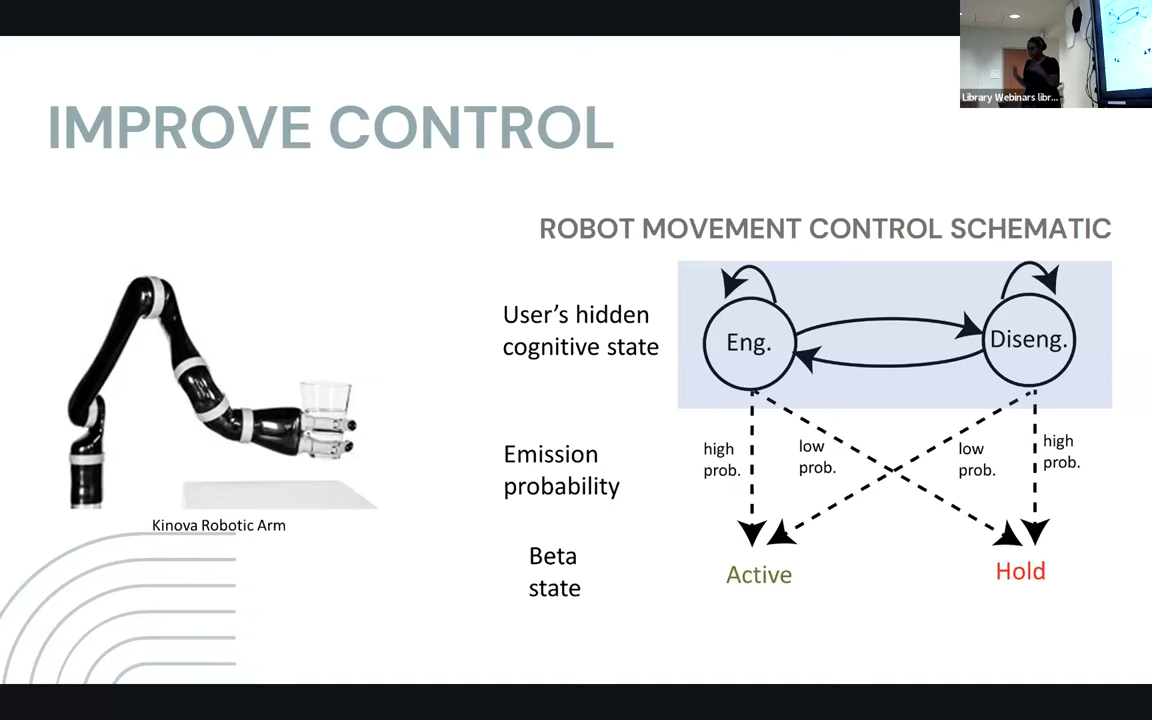 Library Webinars libr...
IMPROVE CONTROL
ROBOT MOVEMENT CONTROL SCHEMATIC
User's hidden
cognitive state
Eng.
Diseng.
Emission
probability
high
prob.
low
prob.
low
prob.
high
prob.
Kinova Robotic Arm
Beta
state
Active
Hold